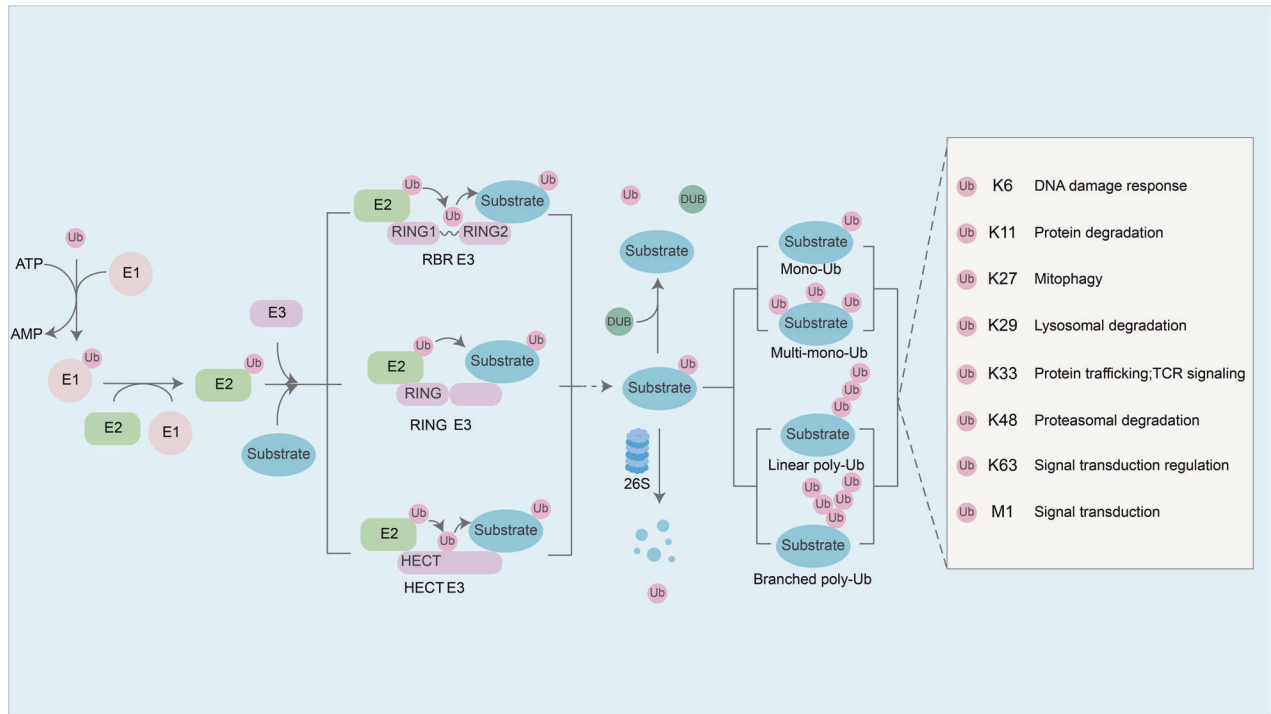 Ub
ATP
E1
AMP
Ub
E1
E2
E1
Ub
E2
E3
Substrate
Ub
E2
Ub
Ub
Substrate
RING1
RING2
RBR E3
Ub
E2
Ub
Substrate
RING
RING E3
Ub
E2
Ub
Ub
Substrate
HECT
HECT E3
Ub
DUB
Substrate
DUB
Ub
Substrate
26S
Ub
Ub
Substrate
Mono-Ub
Ub
Ub
Ub
Substrate
Multi-mono-Ub
Ub
Ub
Ub
Substrate
Linear poly-Ub
Ub
Ub
Ub
Ub
Ub
Substrate
Branched poly-Ub
Ub K6 DNA damage response
Ub K11 Protein degradation
Ub K27 Mitophagy
Ub K29 Lysosomal degradation
Ub K33 Protein trafficking;TCR signaling
Ub K48 Proteasomal degradation
Ub K63 Signal transduction regulation
Ub M1 Signal transduction